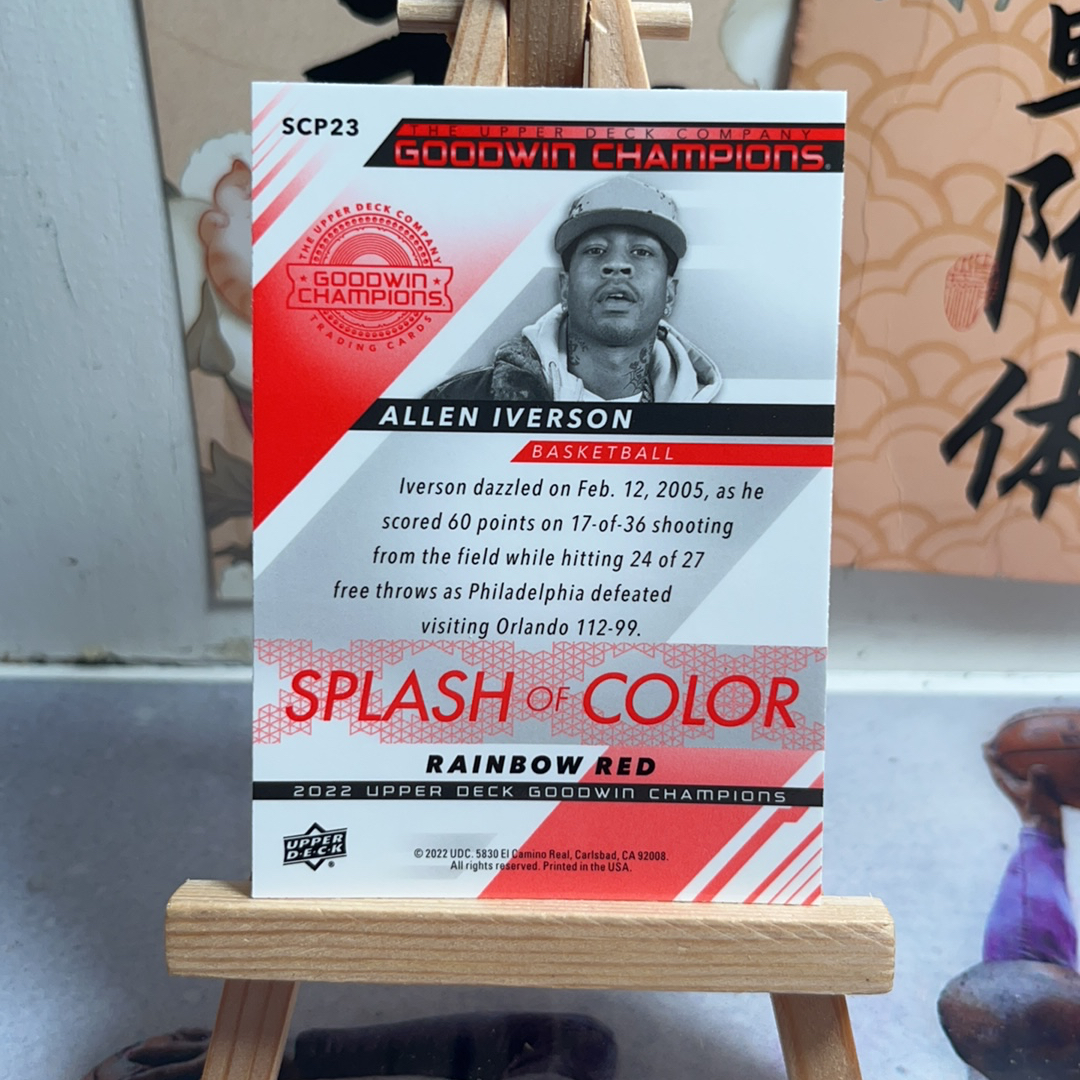 SCP23
THE UPPER DECK COMPANY
GOODWIN CHAMPIONS
THE UPPER DECK COMPANY
GOODWIN
CHAMPIONS
TRADING CARDS
ALLEN IVERSON
BASKETBALL
Iverson dazzled on Feb. 12, 2005, as he
scored 60 points on 17-of-36 shooting
from the field while hitting 24 of 27
free throws as Philadelphia defeated
visiting Orlando 112-99.
SPLASH OF COLOR
RAINBOW RED
2022 UPPER DECK GOODWIN CHAMPIONS
UPPER
D·E·C·K
© 2022 UDC. 5830 El Camino Real, Carlsbad, CA 92008.
All rights reserved. Printed in the USA.
体